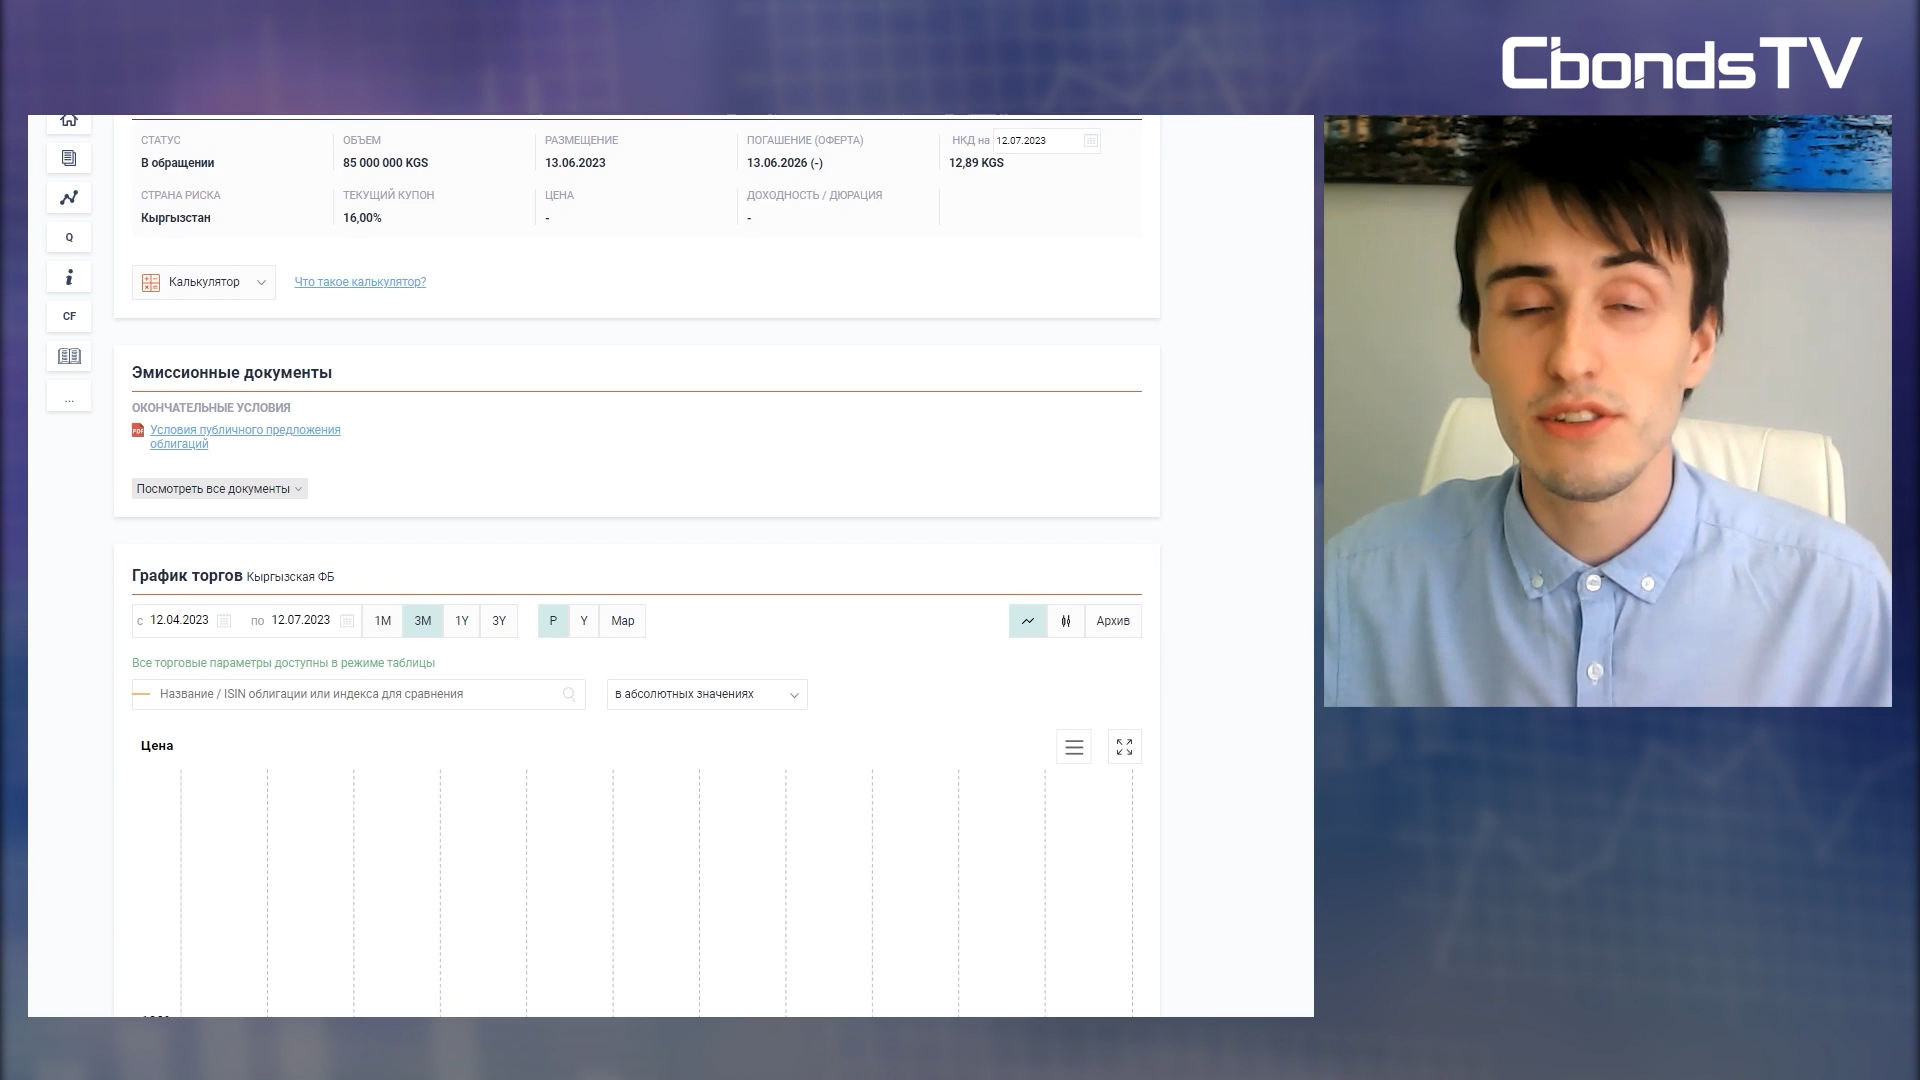 CbondsTV
СТАТУС
В обращении
ОБЪЕМ
85 000 000 KGS
РАЗМЕЩЕНИЕ
13.06.2023
ПОГАШЕНИЕ (ОФЕРТА)
13.06.2026 (-)
НКД на 12.07.2023
12,89 KGS
СТРАНА РИСКА
Кыргызстан
ТЕКУЩИЙ КУПОН
16,00%
ЦЕНА
-
ДОХОДНОСТЬ / ДЮРАЦИЯ
-
Q
i
CF
...
Калькулятор
Что такое калькулятор?
Эмиссионные документы
ОКОНЧАТЕЛЬНЫЕ УСЛОВИЯ
PDF
Условия публичного предложения
облигаций
Посмотреть все документы
График торгов Кыргызская ФБ
с 12.04.2023 по 12.07.2023 1M 3M 1Y 3Y P Y Map Архив
Все торговые параметры доступны в режиме таблицы
Название / ISIN облигации или индекса для сравнения
в абсолютных значениях
Цена